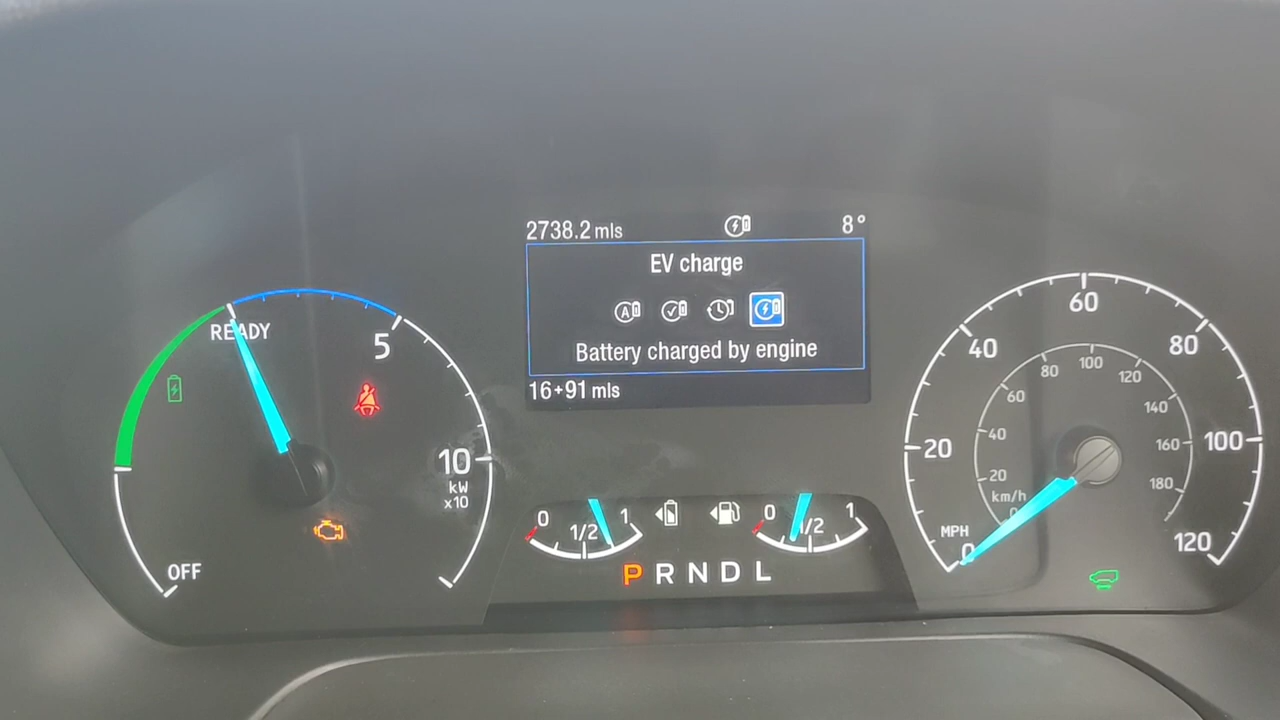 2738.2 mls 8°
EV charge
A
Battery charged by engine
16+91 mls
READY
5
10
kW
x10
OFF
0 1/2 1
0 1/2 1
P R N D L
0 20 40 60 80 100 120
MPH
20 40 60 80 100 120 140 160 180
km/h
0